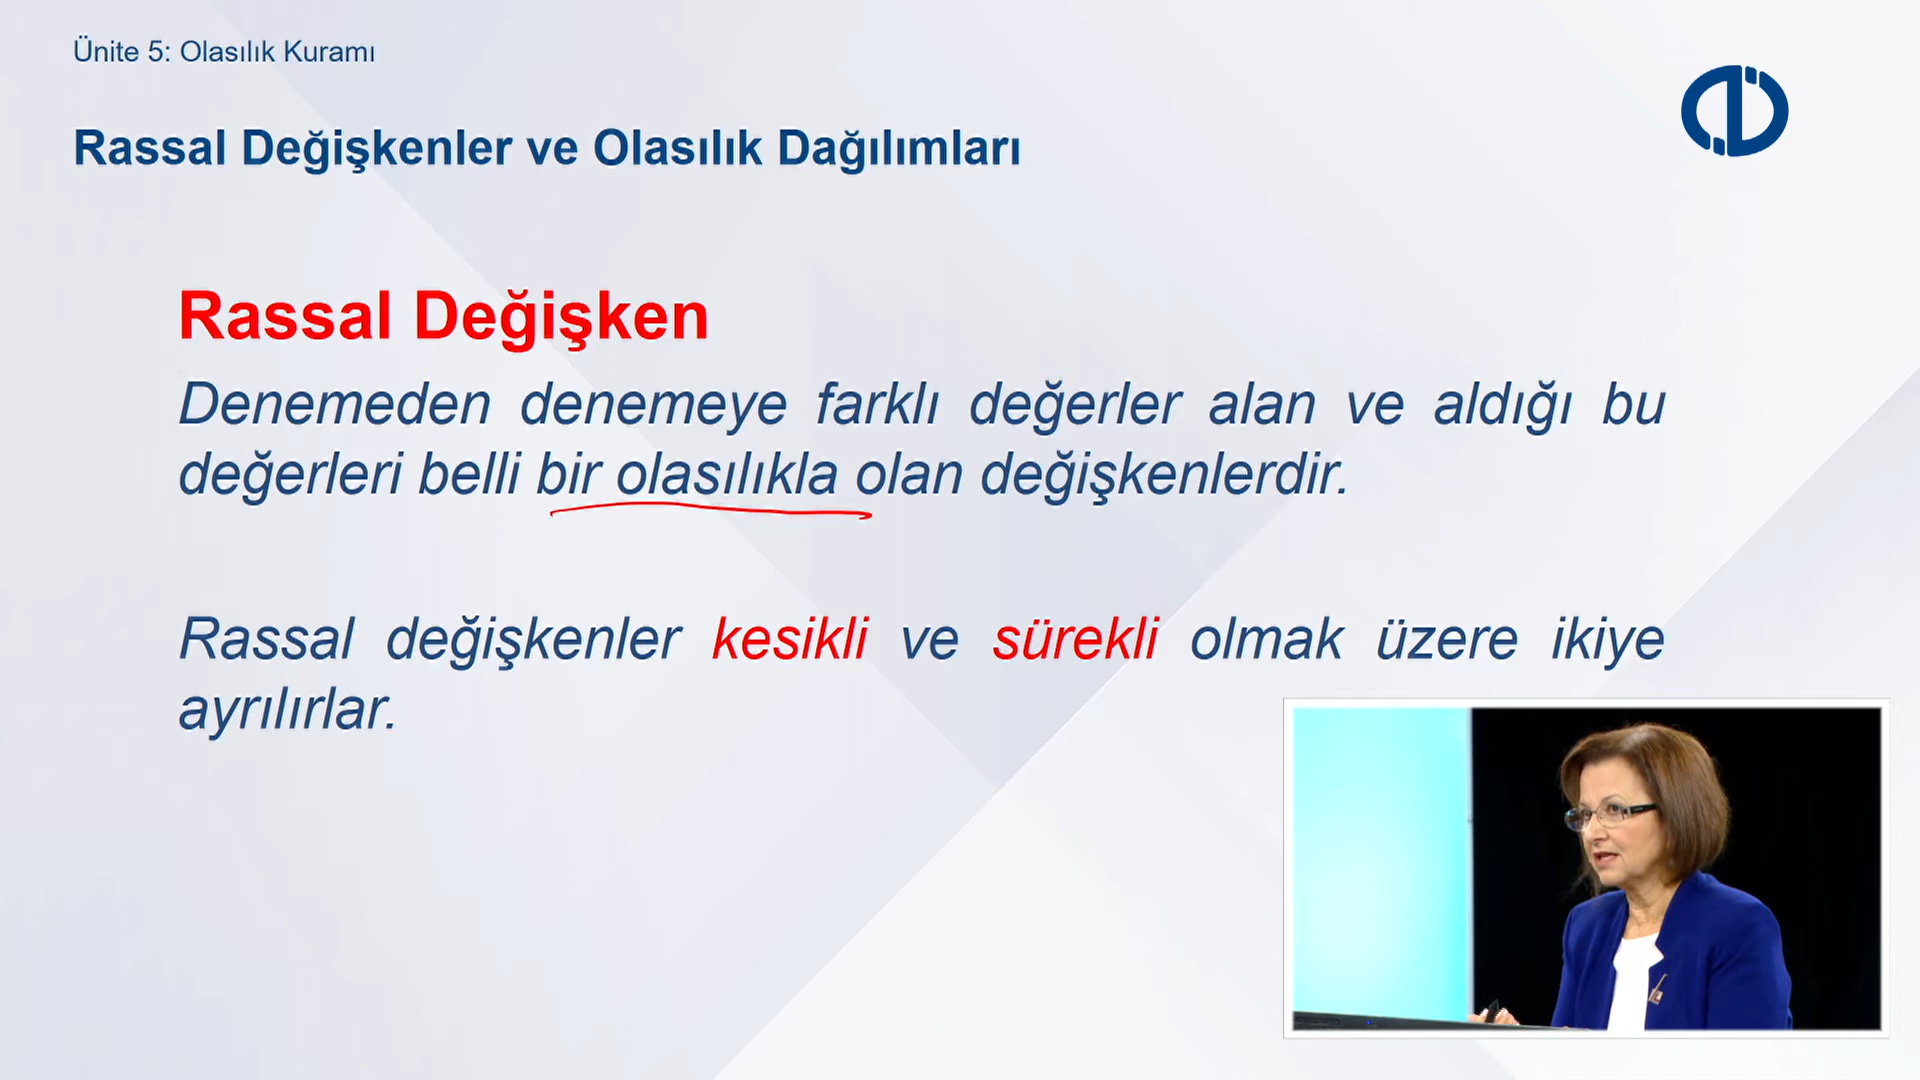 Ünite 5: Olasılık Kuramı
Rassal Değişkenler ve Olasılık Dağılımları
Rassal Değişken
Denemeden denemeye farklı değerler alan ve aldığı bu
değerleri belli bir olasılıkla olan değişkenlerdir.
Rassal değişkenler kesikli ve sürekli olmak üzere ikiye
ayrılırlar.